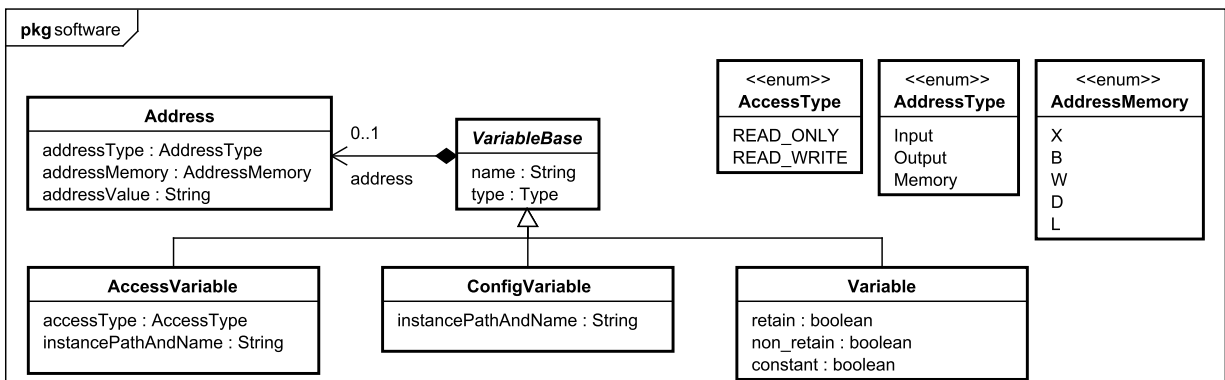 pkg software
<<enum>>
AccessType
READ_ONLY
READ_WRITE
<<enum>>
AddressType
Input
Output
Memory
<<enum>>
AddressMemory
X
B
W
D
L
Address
addressType : AddressType
addressMemory : AddressMemory
addressValue : String
0..1
address
VariableBase
name : String
type : Type
AccessVariable
accessType : AccessType
instancePathAndName : String
ConfigVariable
instancePathAndName : String
Variable
retain : boolean
non_retain : boolean
constant : boolean